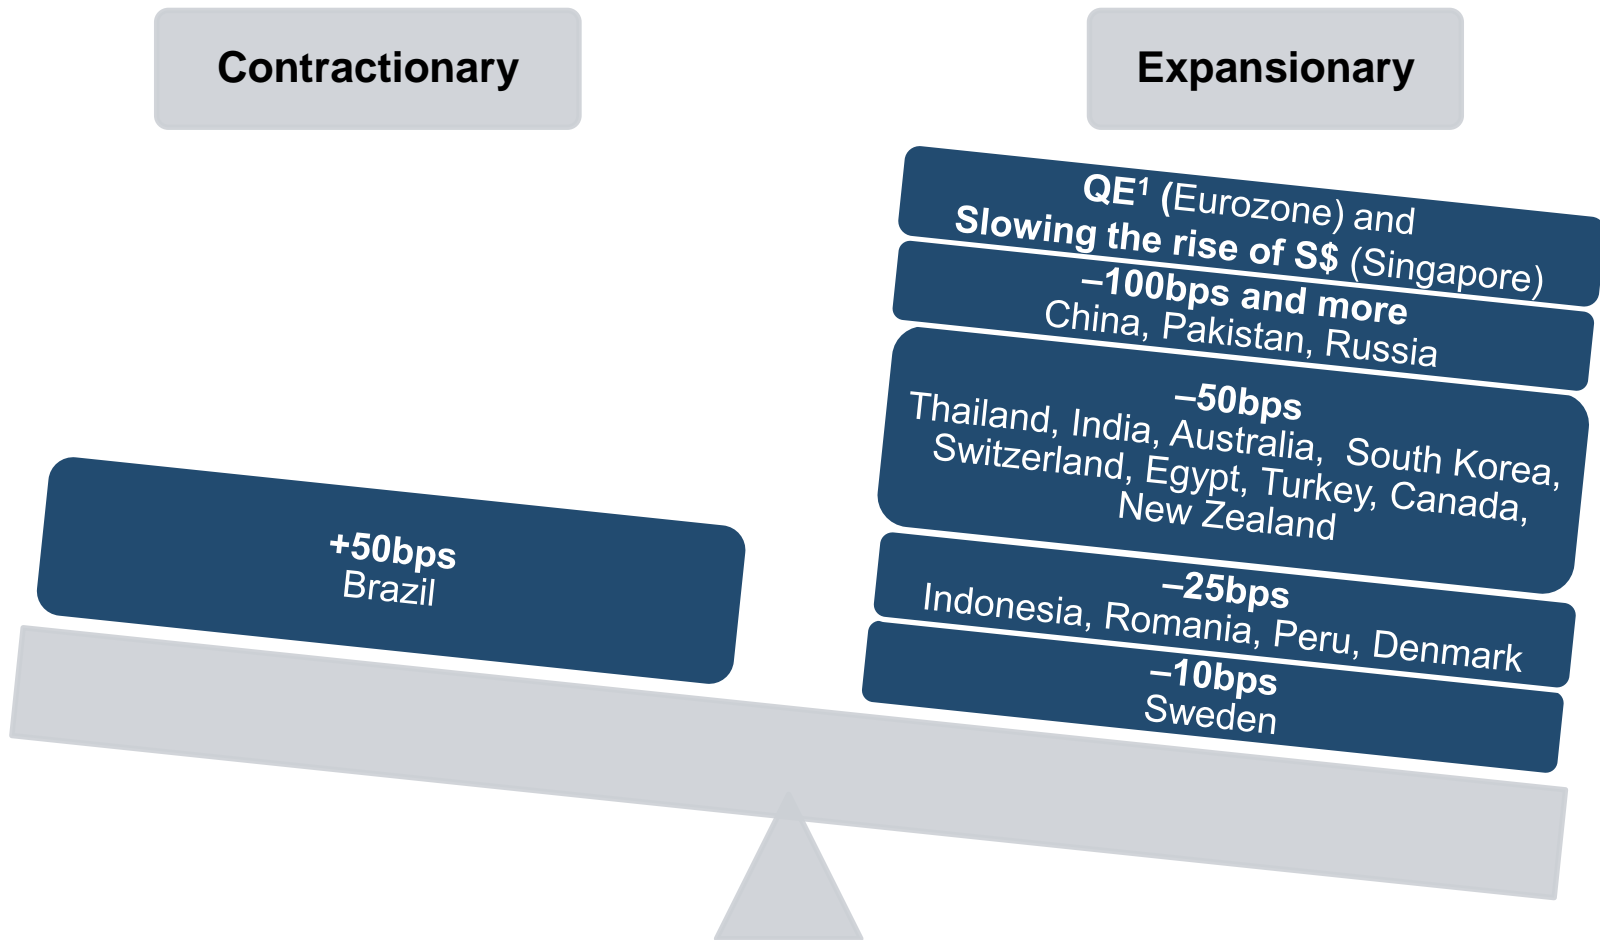 Contractionary
Expansionary
QE¹ (Eurozone) and
Slowing the rise of S$ (Singapore)
–100bps and more
China, Pakistan, Russia
–50bps
Thailand, India, Australia,  South Korea,
Switzerland, Egypt, Turkey, Canada,
New Zealand
–25bps
Indonesia, Romania, Peru, Denmark
–10bps
Sweden
+50bps
Brazil